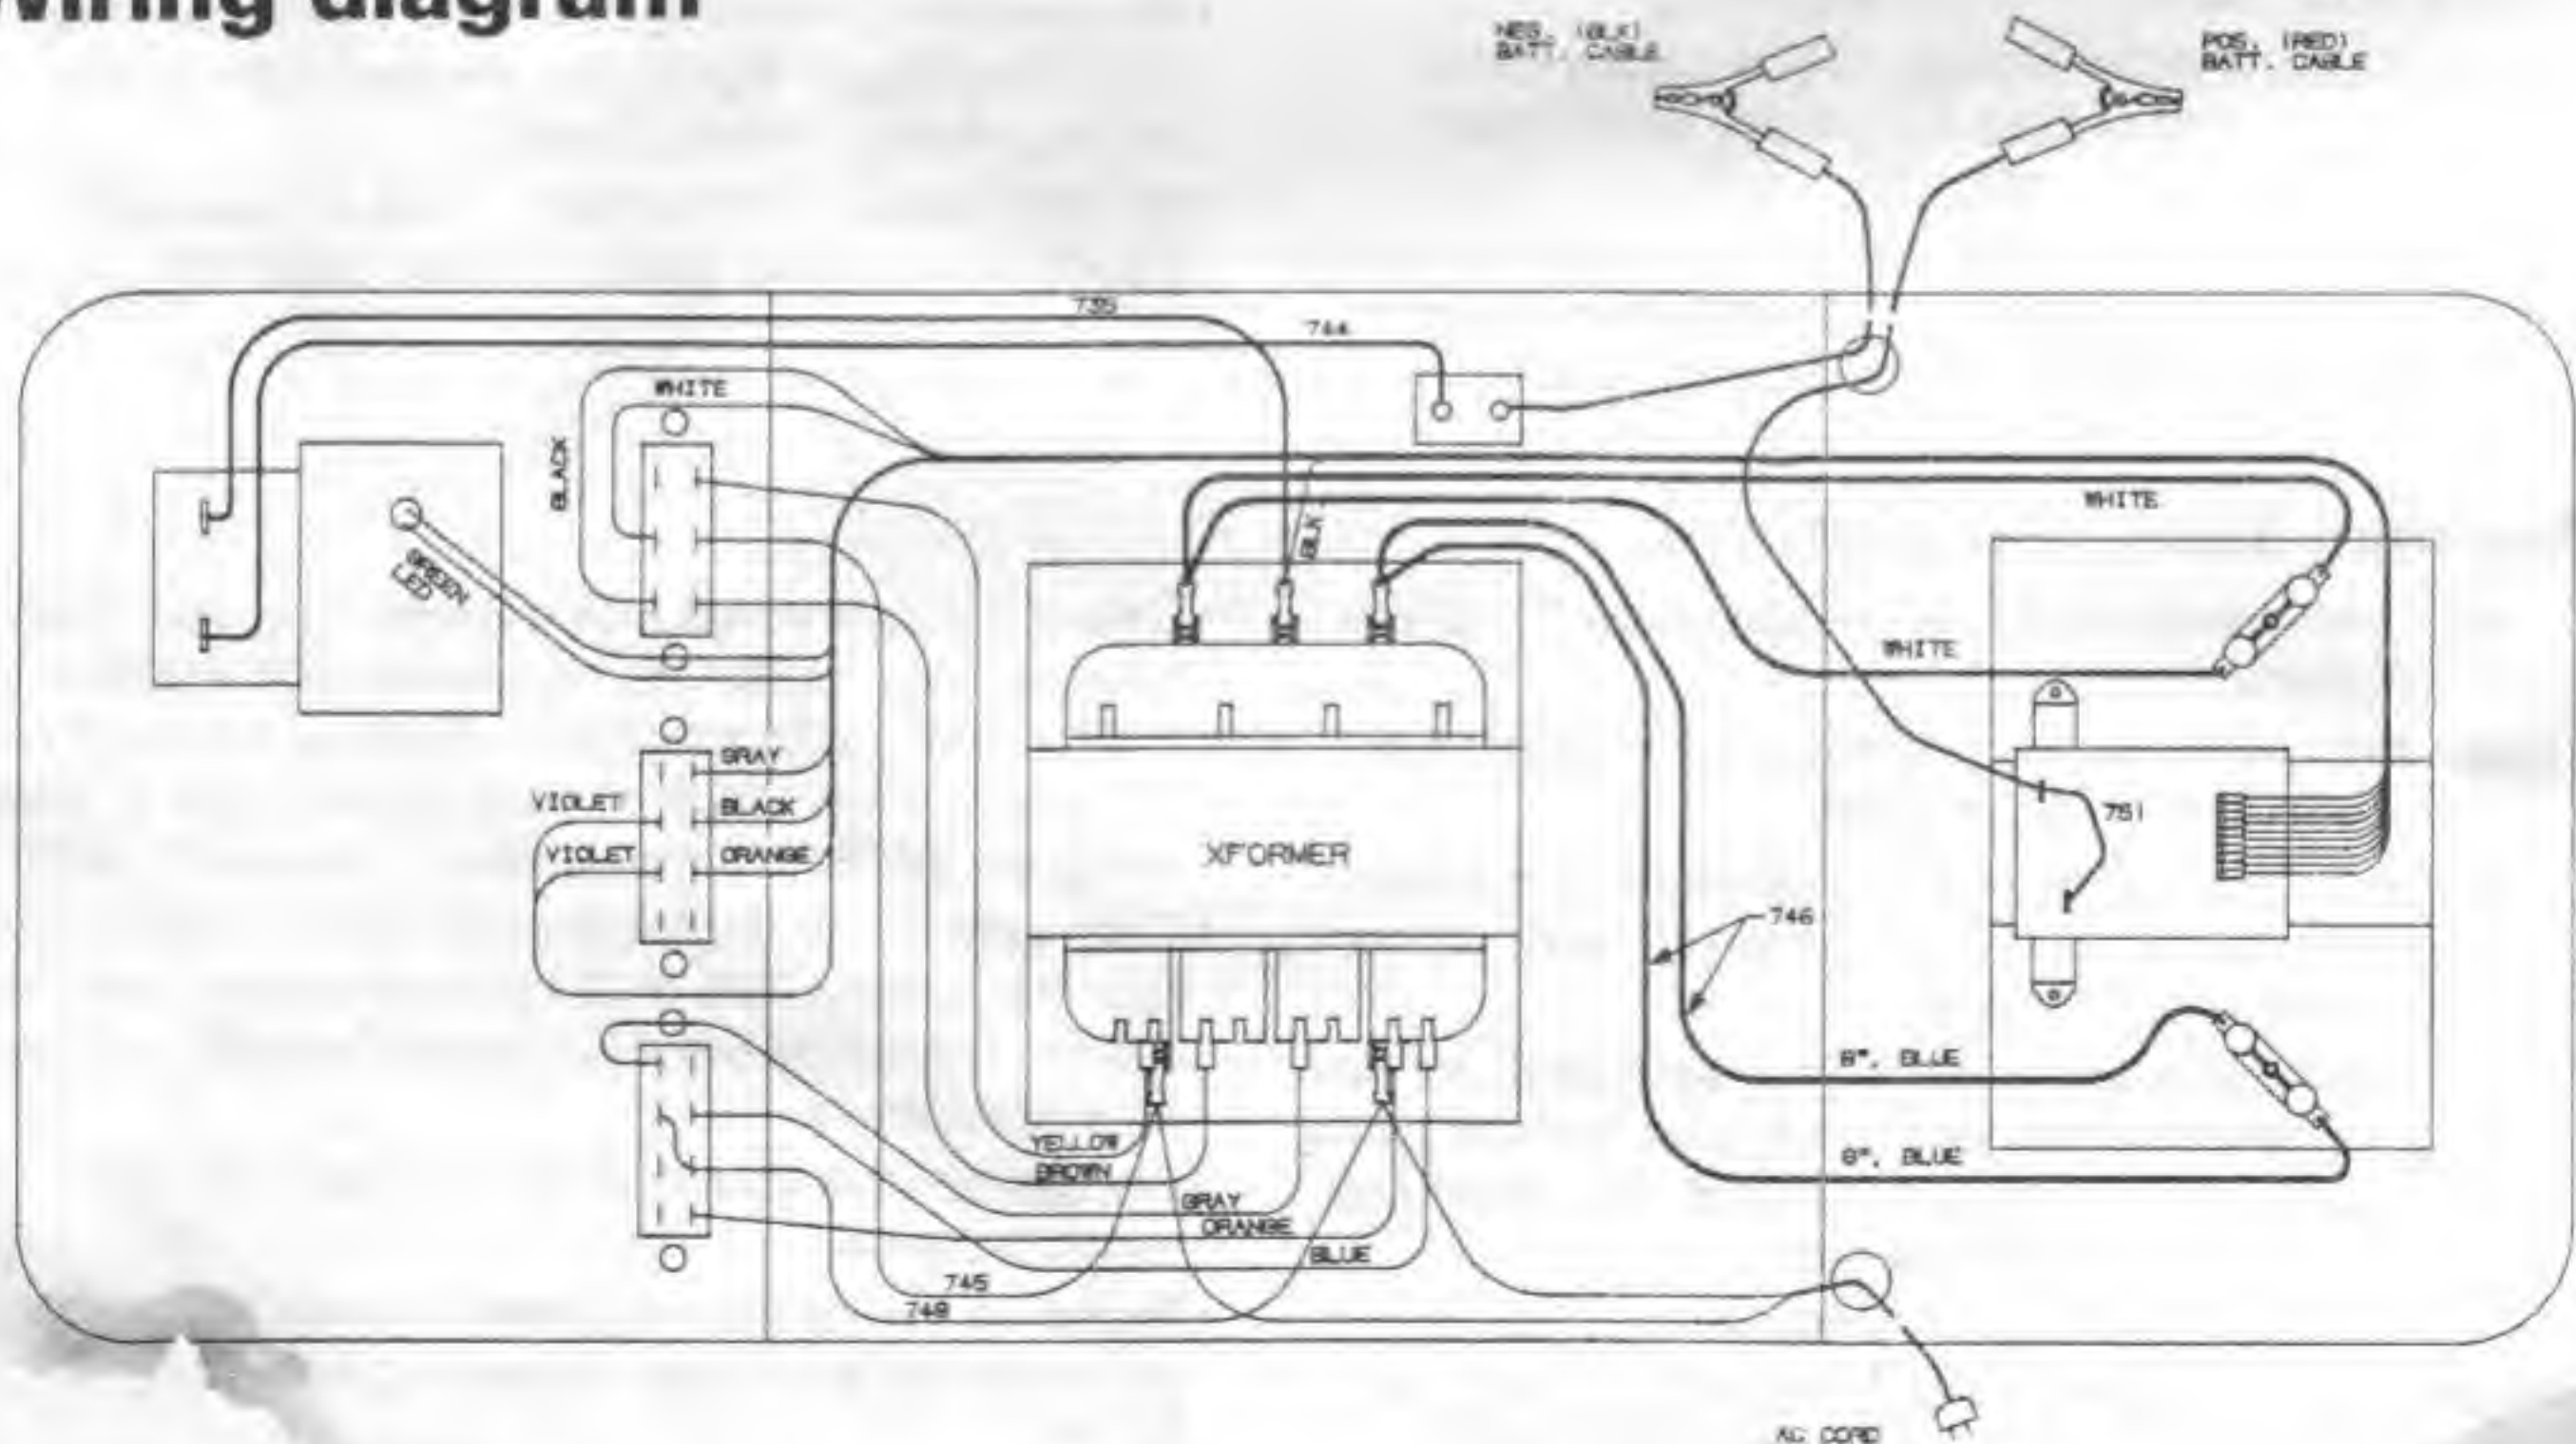 wiring diagram
NEG. (BLK)
BATT. CABLE
POS. (RED)
BATT. CABLE
735
744
WHITE
BLACK
BLK
WHITE
GREEN
LED
WHITE
GRAY
VIOLET
BLACK
751
VIOLET
ORANGE
XFORMER
746
8", BLUE
YELLOW
8", BLUE
BROWN
GRAY
ORANGE
BLUE
745
748
AC CORD